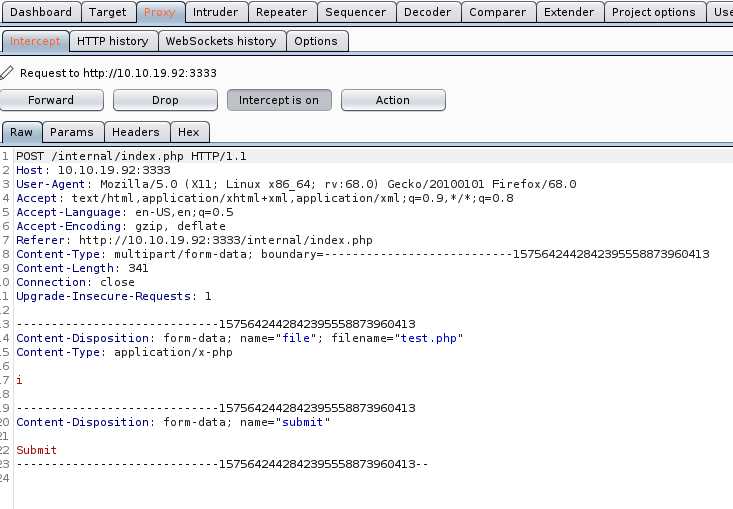 Dashboard Target Proxy Intruder Repeater Sequencer Decoder Comparer Extender Project options Use
Intercept HTTP history WebSockets history Options
Request to http://10.10.19.92:3333
Forward Drop Intercept is on Action
Raw Params Headers Hex
1 POST /internal/index.php HTTP/1.1
2 Host: 10.10.19.92:3333
3 User-Agent: Mozilla/5.0 (X11; Linux x86_64; rv:68.0) Gecko/20100101 Firefox/68.0
4 Accept: text/html,application/xhtml+xml,application/xml;q=0.9,*/*;q=0.8
5 Accept-Language: en-US,en;q=0.5
6 Accept-Encoding: gzip, deflate
7 Referer: http://10.10.19.92:3333/internal/index.php
8 Content-Type: multipart/form-data; boundary=---------------------------1575642442842395558873960413
9 Content-Length: 341
10 Connection: close
11 Upgrade-Insecure-Requests: 1
12
13 -----------------------------1575642442842395558873960413
14 Content-Disposition: form-data; name="file"; filename="test.php"
15 Content-Type: application/x-php
16
17 i
18
19 -----------------------------1575642442842395558873960413
20 Content-Disposition: form-data; name="submit"
21
22 Submit
23 -----------------------------1575642442842395558873960413--
24